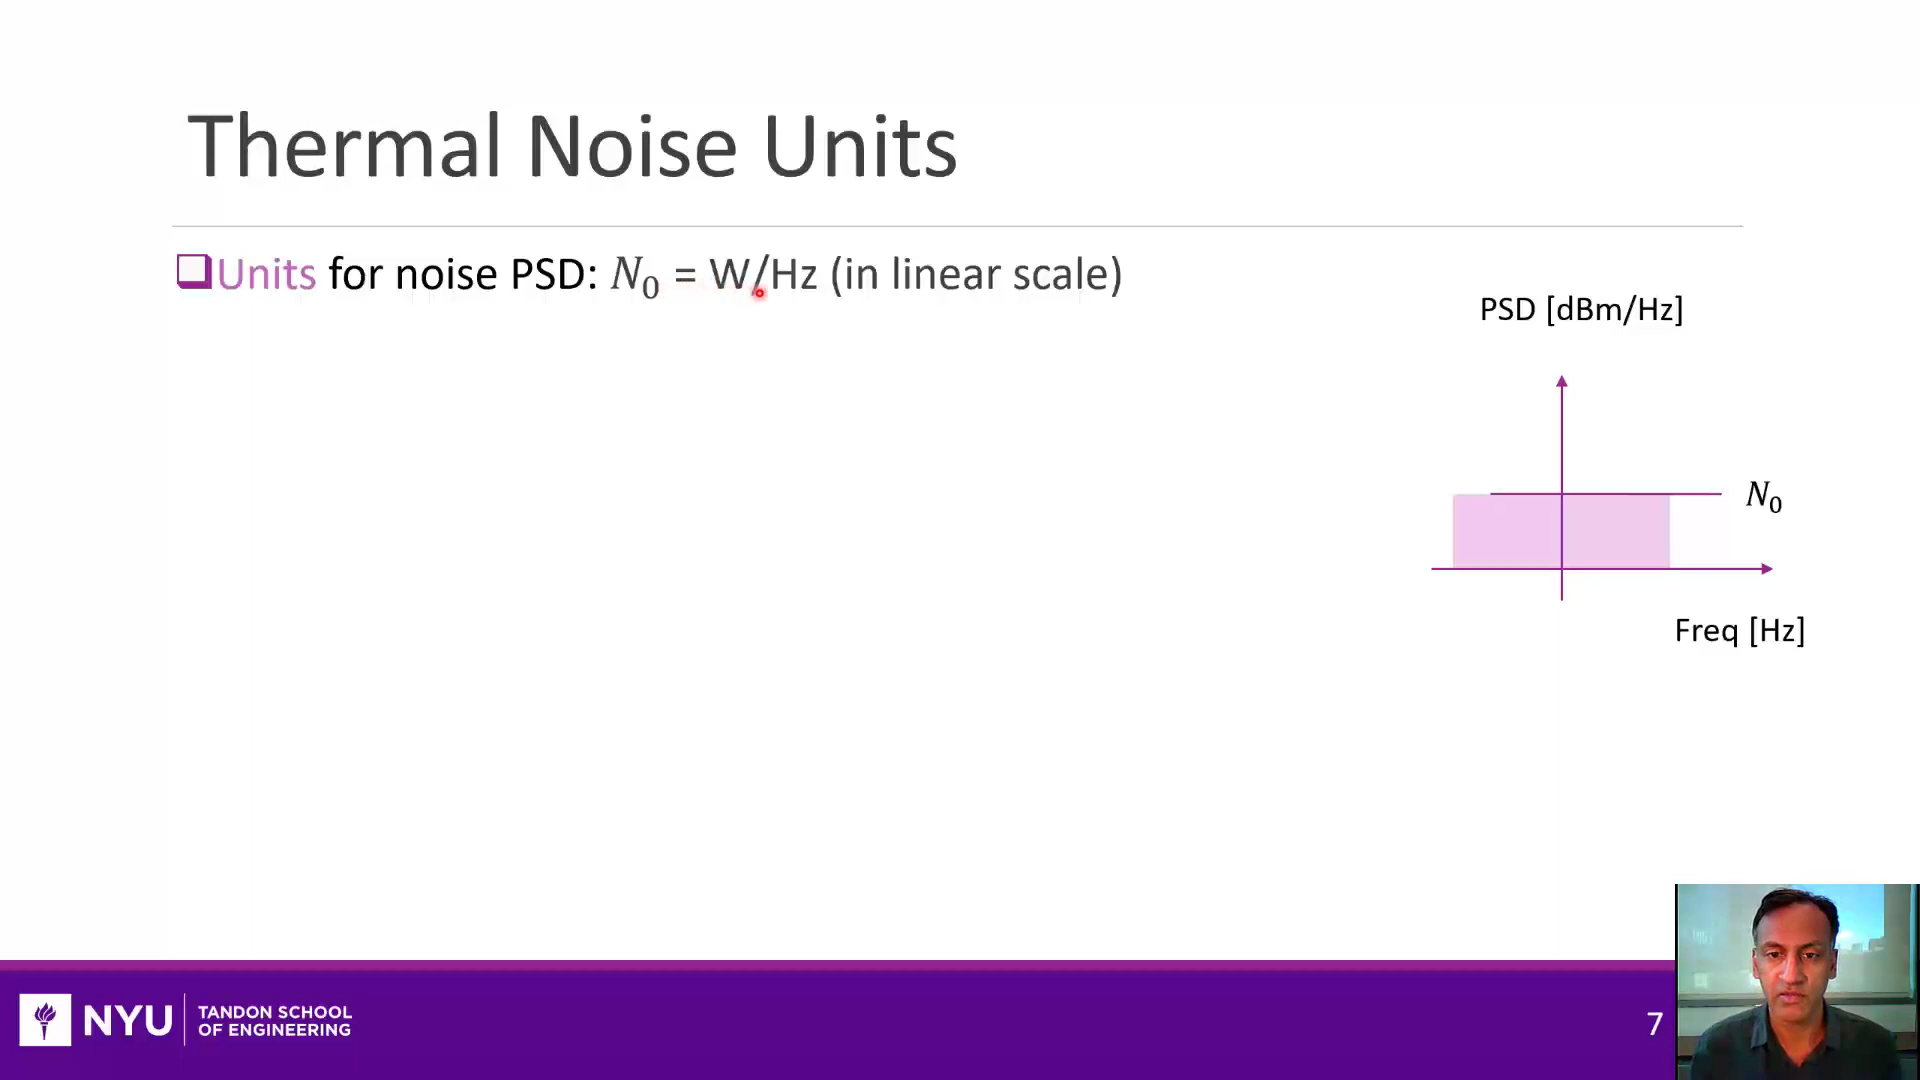 Thermal Noise Units
Units for noise PSD: N₀ = W/Hz (in linear scale)
PSD [dBm/Hz]
N₀
Freq [Hz]
NYU
TANDON SCHOOL
OF ENGINEERING
7